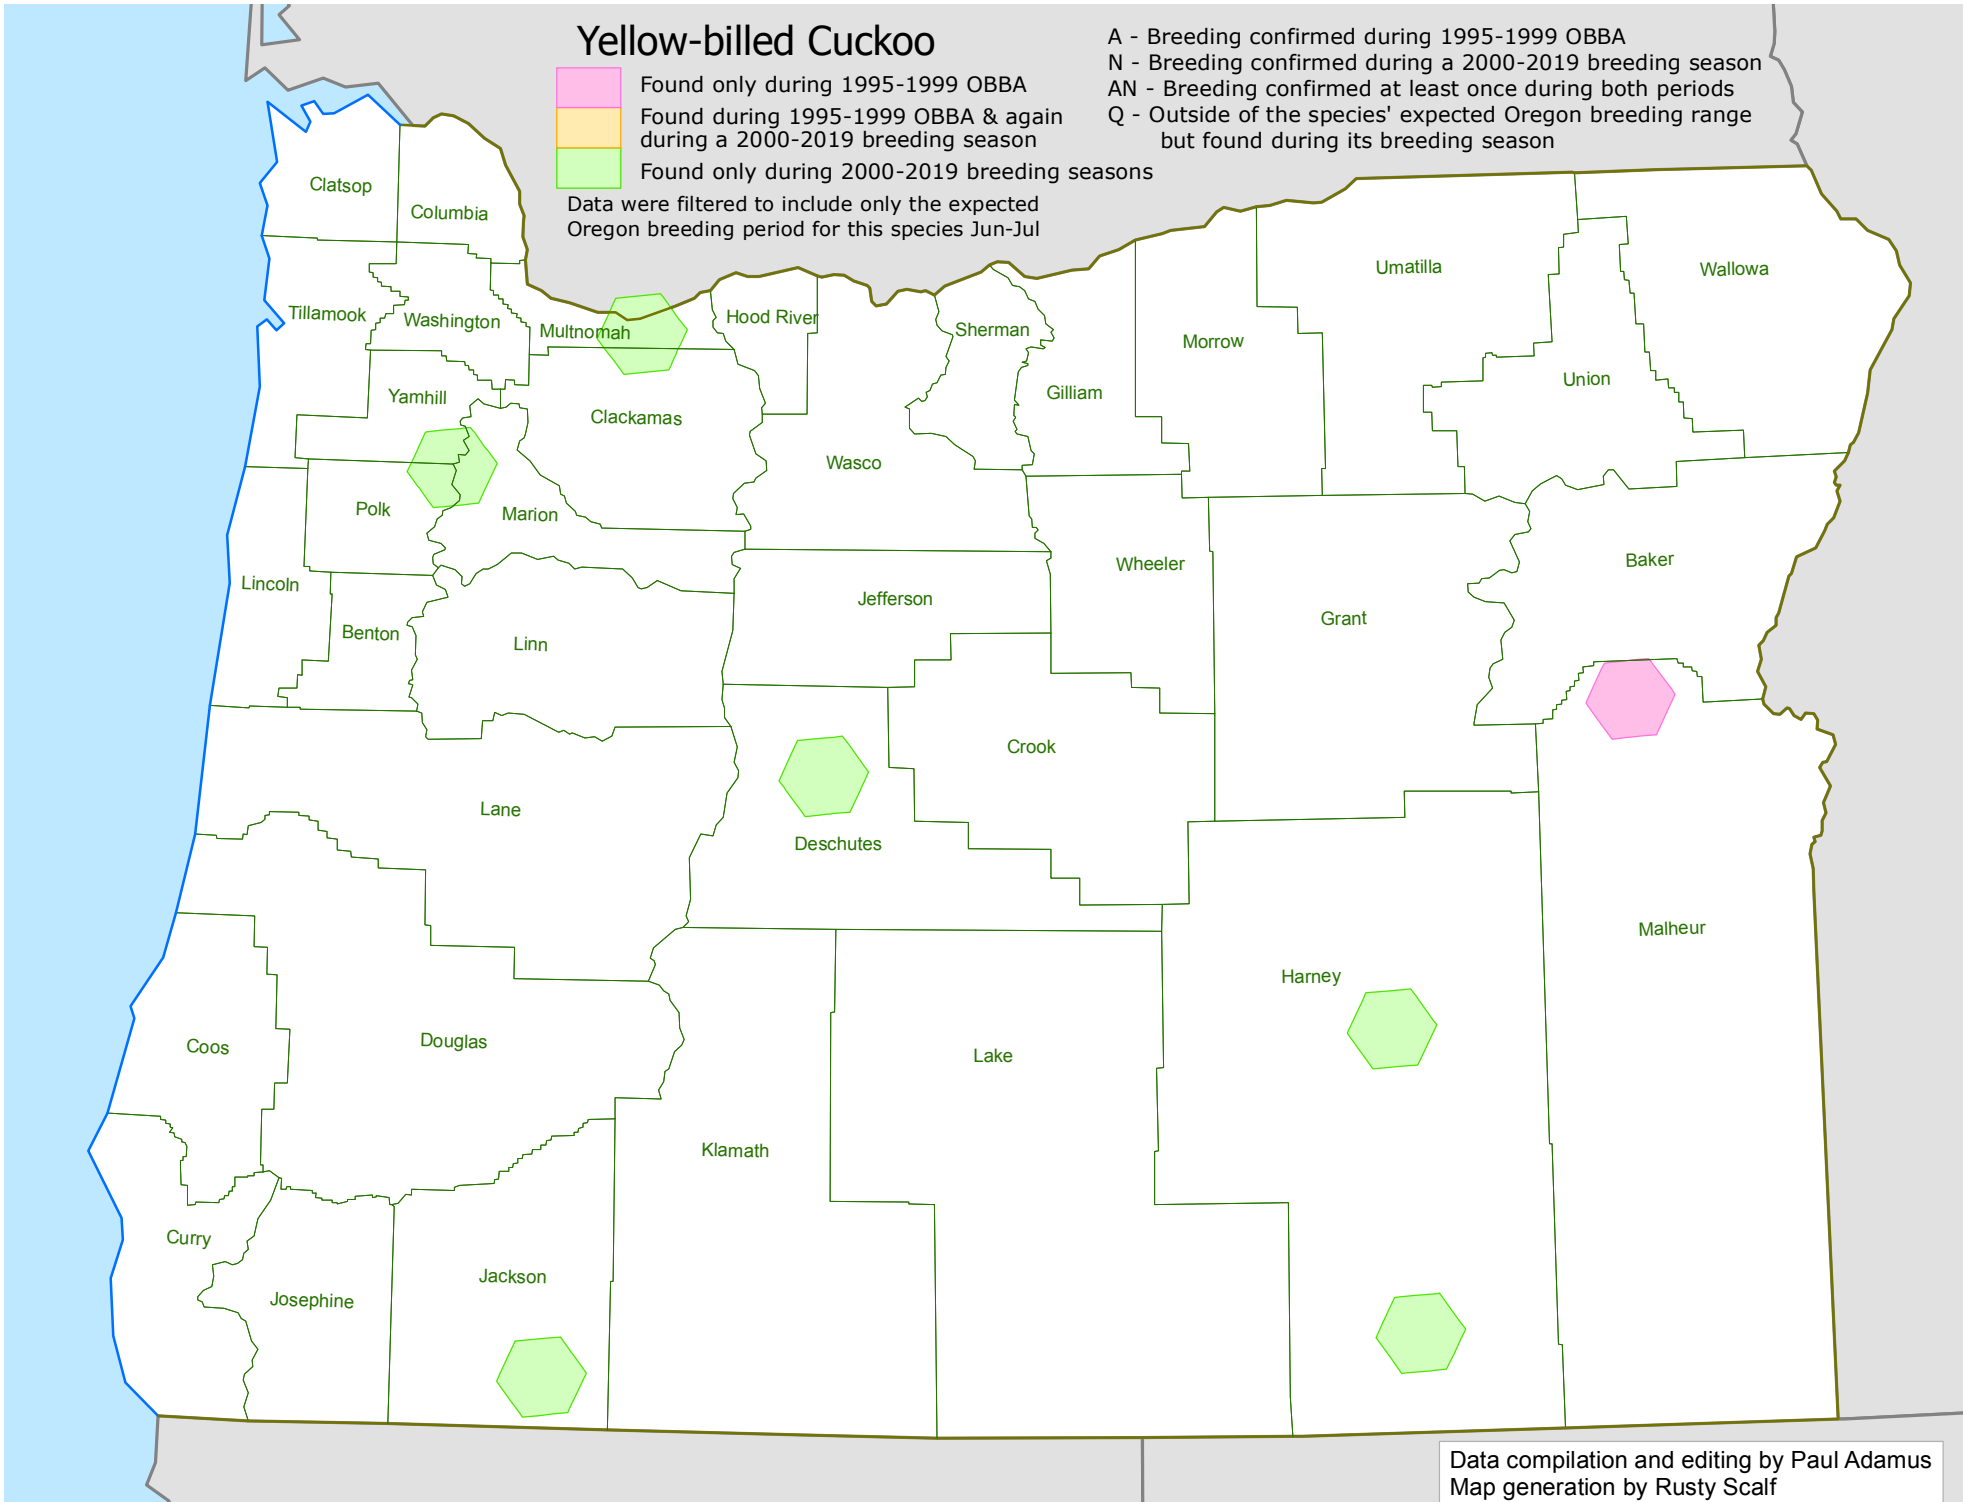 Yellow-billed Cuckoo
Found only during 1995-1999 OBBA
Found during 1995-1999 OBBA & again
during a 2000-2019 breeding season
Found only during 2000-2019 breeding seasons
Data were filtered to include only the expected
Oregon breeding period for this species Jun-Jul
A - Breeding confirmed during 1995-1999 OBBA
N - Breeding confirmed during a 2000-2019 breeding season
AN - Breeding confirmed at least once during both periods
Q - Outside of the species' expected Oregon breeding range
but found during its breeding season
Clatsop
Columbia
Tillamook
Washington
Multnomah
Hood River
Sherman
Gilliam
Morrow
Umatilla
Union
Wallowa
Yamhill
Clackamas
Wasco
Polk
Marion
Lincoln
Benton
Linn
Jefferson
Wheeler
Grant
Baker
Crook
Lane
Deschutes
Malheur
Harney
Coos
Douglas
Lake
Klamath
Curry
Josephine
Jackson
Data compilation and editing by Paul Adamus
Map generation by Rusty Scalf